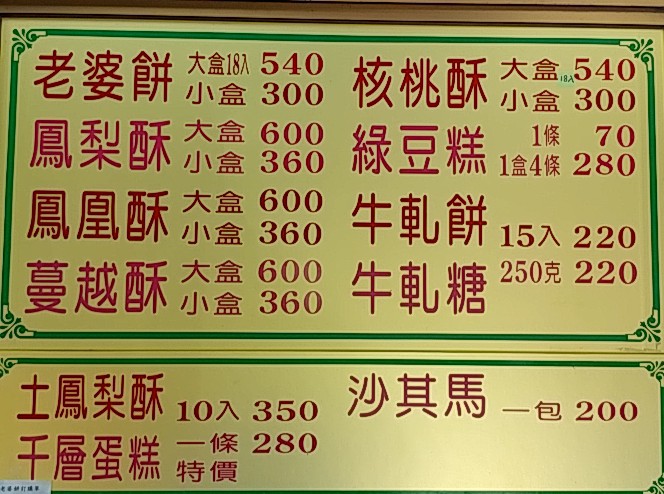 老婆餅 大盒18入 540
小盒 300
鳳梨酥 大盒 600
小盒 360
鳳凰酥 大盒 600
小盒 360
蔓越酥 大盒 600
小盒 360
核桃酥 大盒 18入 540
小盒 300
綠豆糕 1條 70
1盒4條 280
牛軋餅 15入 220
牛軋糖 250克 220
土鳳梨酥 10入 350
千層蛋糕 一條 280
特價
沙其馬 一包 200